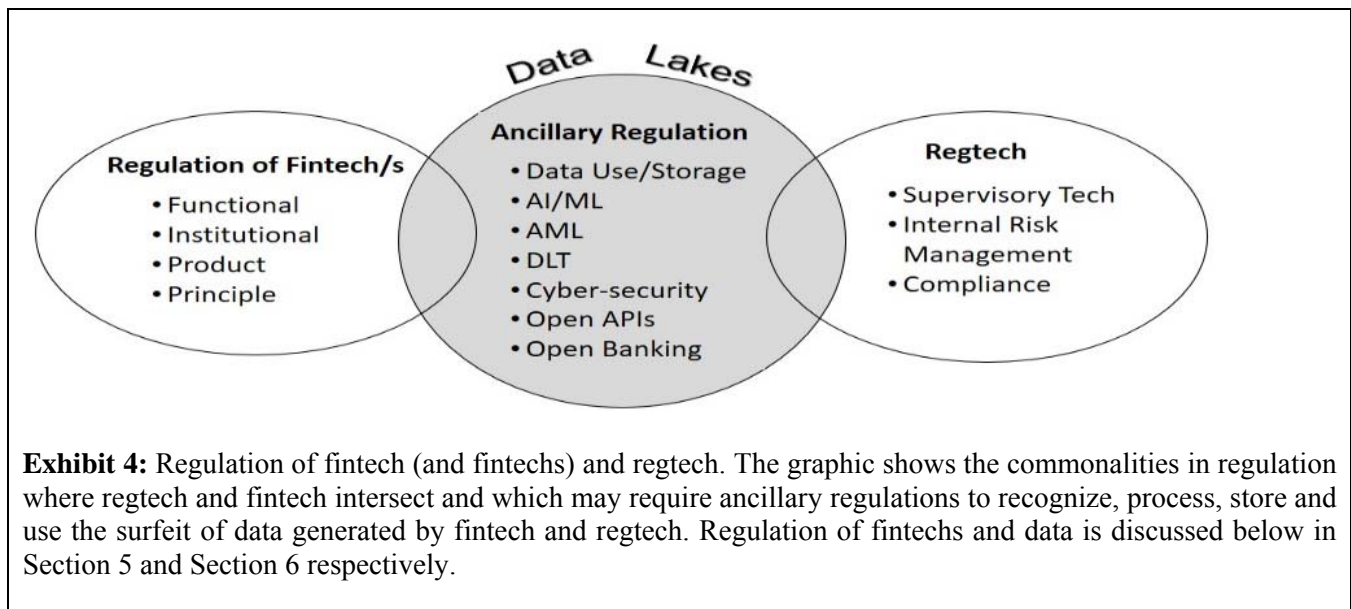 Data Lakes
Regulation of Fintech/s
• Functional
• Institutional
• Product
• Principle
Ancillary Regulation
• Data Use/Storage
• AI/ML
• AML
• DLT
• Cyber-security
• Open APIs
• Open Banking
Regtech
• Supervisory Tech
• Internal Risk
Management
• Compliance
Exhibit 4: Regulation of fintech (and fintechs) and regtech. The graphic shows the commonalities in regulation
where regtech and fintech intersect and which may require ancillary regulations to recognize, process, store and
use the surfeit of data generated by fintech and regtech. Regulation of fintechs and data is discussed below in
Section 5 and Section 6 respectively.